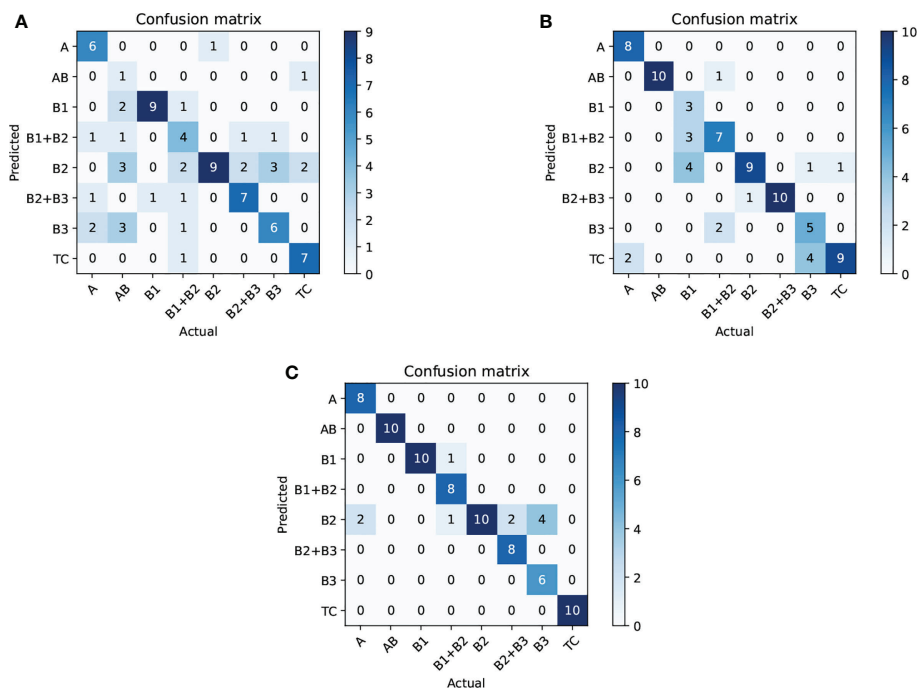 A
Confusion matrix
Predicted
A 6 0 0 0 1 0 0 0
AB 0 1 0 0 0 0 0 1
B1 0 2 9 1 0 0 0 0
B1+B2 1 1 0 4 0 1 1 0
B2 0 3 0 2 9 2 3 2
B2+B3 1 0 1 1 0 7 0 0
B3 2 3 0 1 0 0 6 0
TC 0 0 0 1 0 0 0 7
A AB B1 B1+B2 B2 B2+B3 B3 TC
Actual
9
8
7
6
5
4
3
2
1
0
B
Confusion matrix
Predicted
A 8 0 0 0 0 0 0 0
AB 0 10 0 1 0 0 0 0
B1 0 0 3 0 0 0 0 0
B1+B2 0 0 3 7 0 0 0 0
B2 0 0 4 0 9 0 1 1
B2+B3 0 0 0 0 1 10 0 0
B3 0 0 0 2 0 0 5 0
TC 2 0 0 0 0 0 4 9
A AB B1 B1+B2 B2 B2+B3 B3 TC
Actual
10
8
6
4
2
0
C
Confusion matrix
Predicted
A 8 0 0 0 0 0 0 0
AB 0 10 0 0 0 0 0 0
B1 0 0 10 1 0 0 0 0
B1+B2 0 0 0 8 0 0 0 0
B2 2 0 0 1 10 2 4 0
B2+B3 0 0 0 0 0 8 0 0
B3 0 0 0 0 0 0 6 0
TC 0 0 0 0 0 0 0 10
A AB B1 B1+B2 B2 B2+B3 B3 TC
Actual
10
8
6
4
2
0